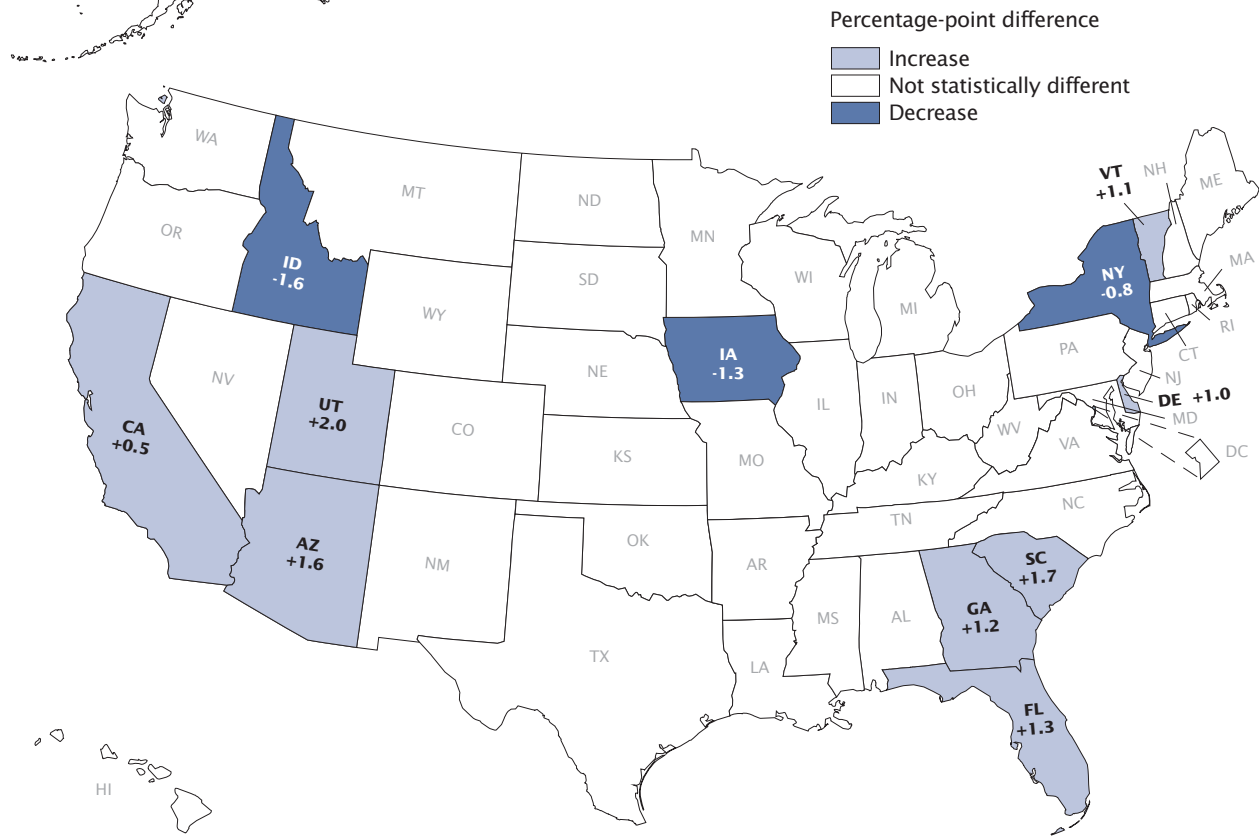 Percentage-point difference
Increase
Not statistically different
Decrease
WA
MT
ND
MN
OR
ID
-1.6
SD
WI
MI
VT
+1.1
NH
ME
NY
-0.8
MA
RI
CT
WY
NV
UT
+2.0
CA
+0.5
NE
IA
-1.3
IL
IN
OH
PA
NJ
DE +1.0
MD
DC
CO
KS
MO
WV
VA
KY
AZ
+1.6
NM
OK
AR
TN
NC
SC
+1.7
TX
LA
MS
AL
GA
+1.2
FL
+1.3
HI